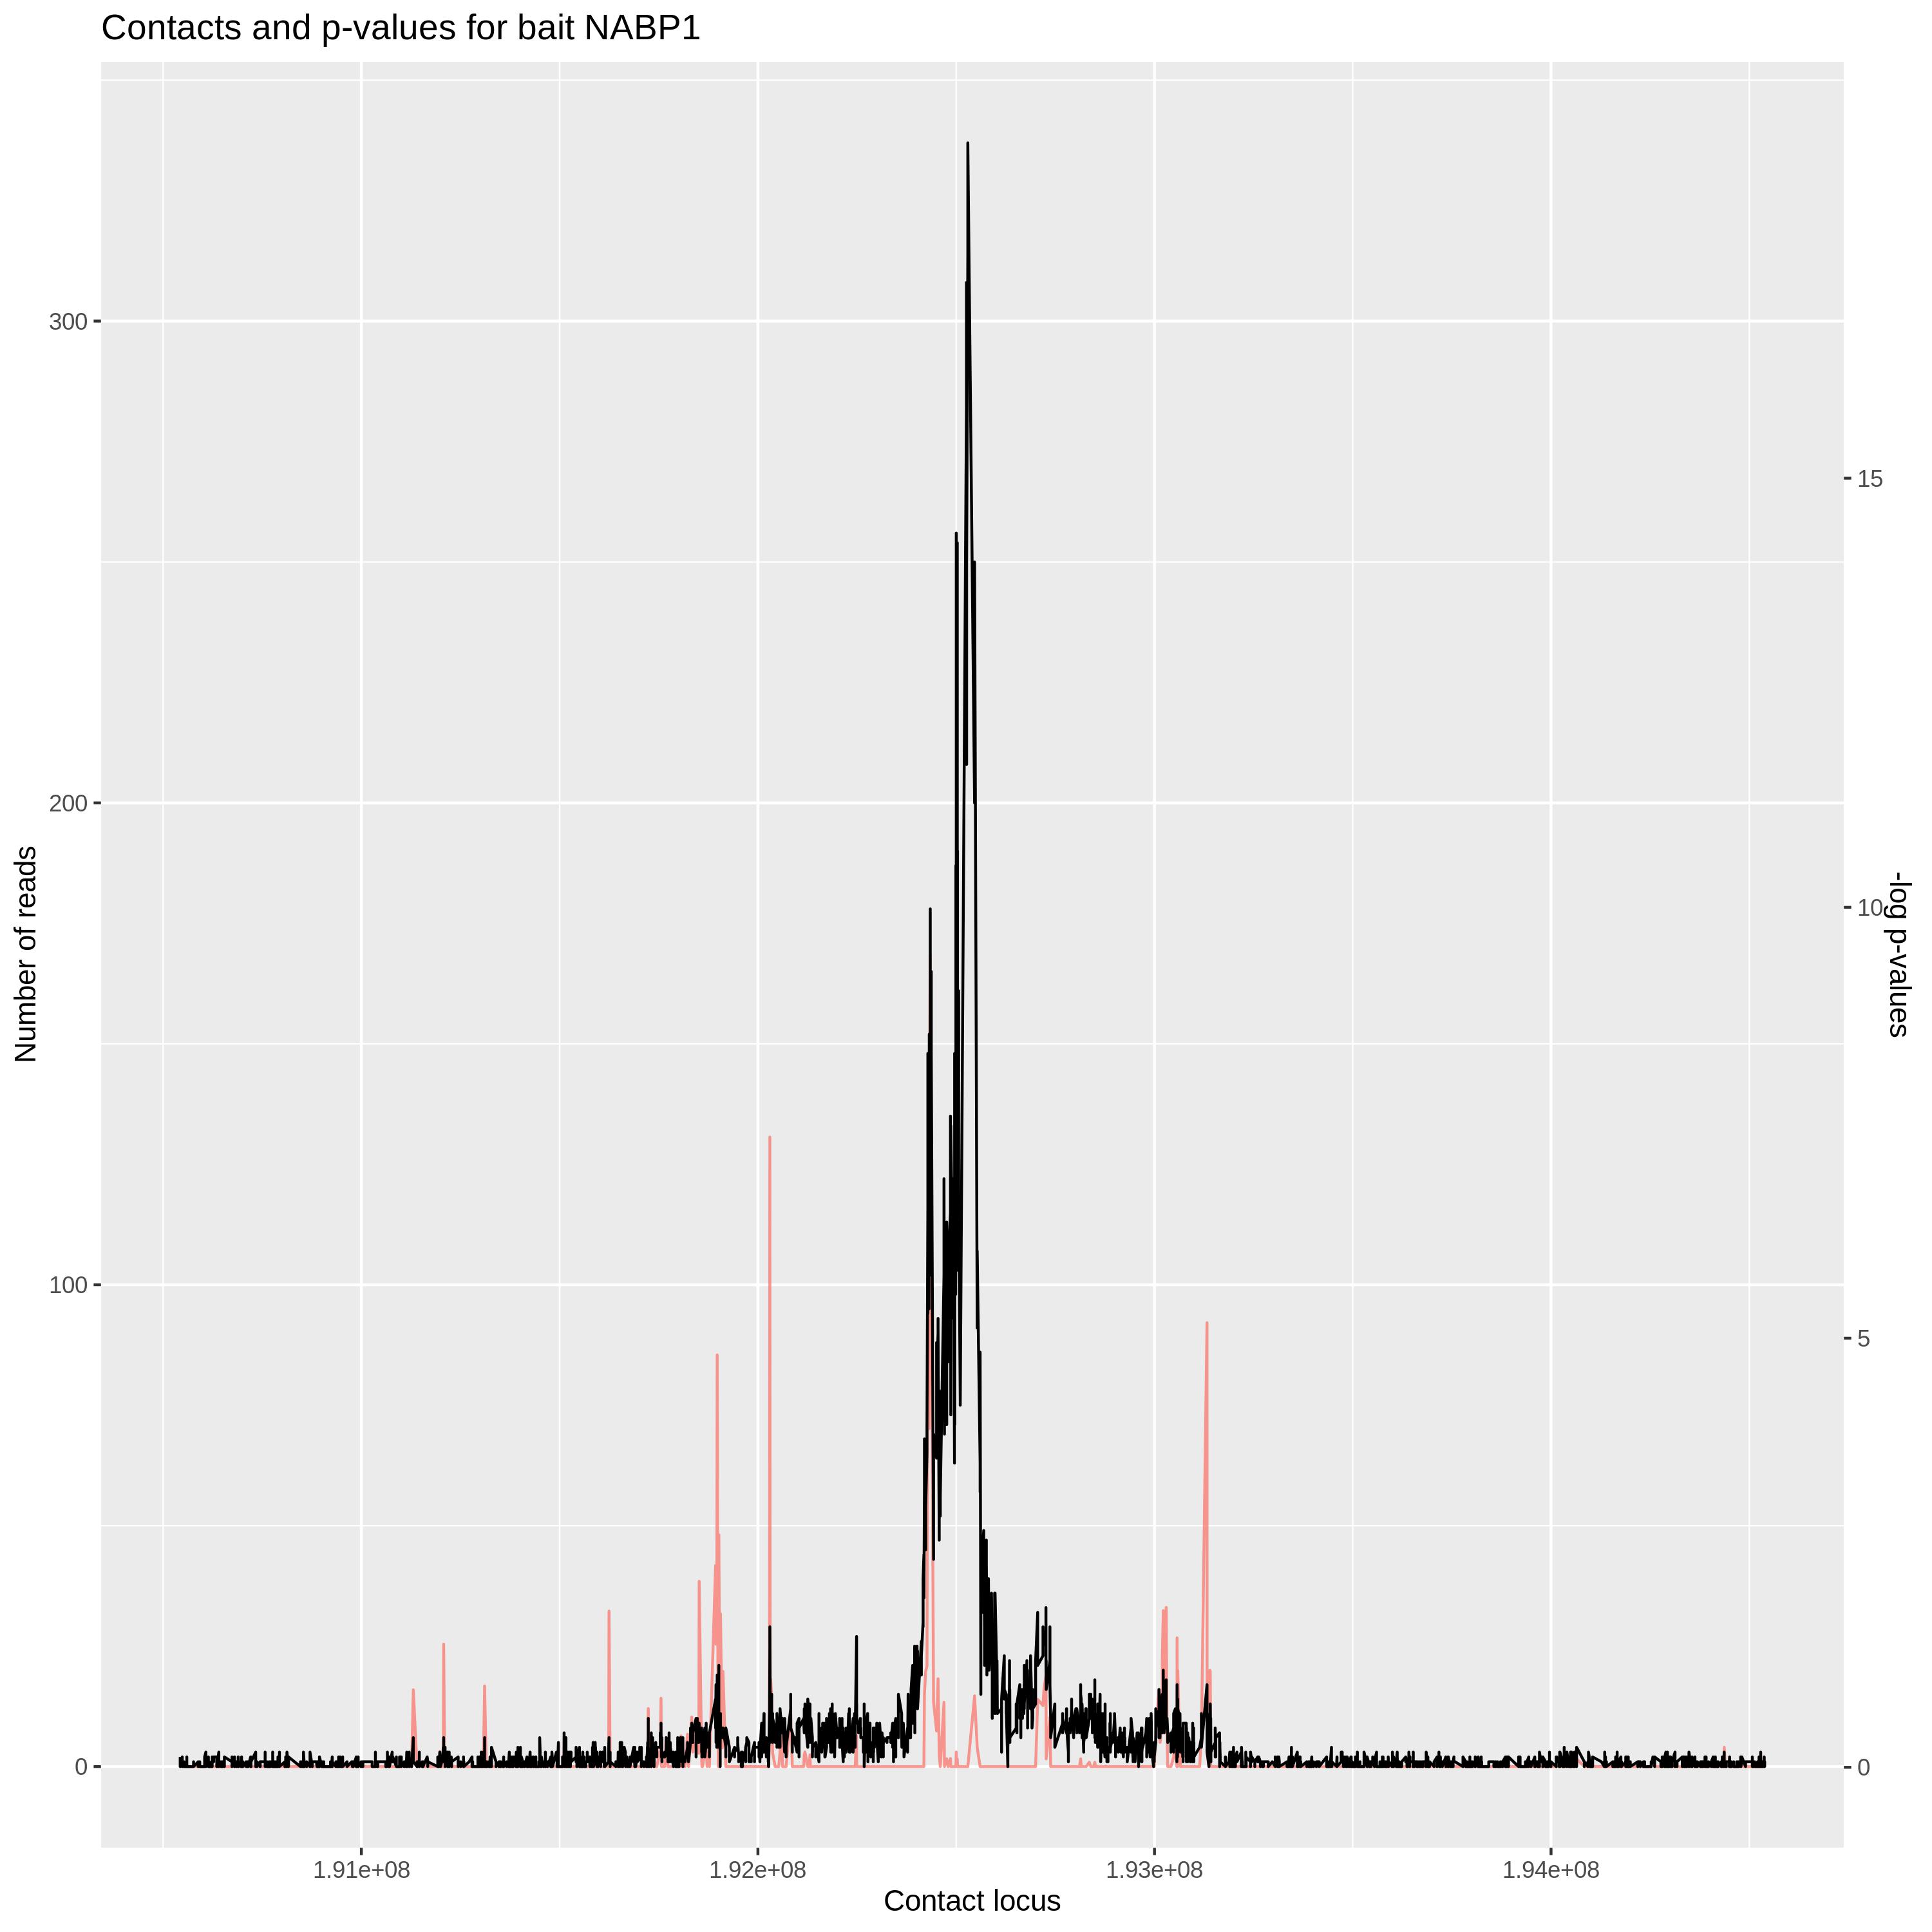 Contacts and p-values for bait NABP1
300
200
100
0
Number of reads
15
10
5
0
-log p-values
1.91e+08
1.92e+08
1.93e+08
1.94e+08
Contact locus